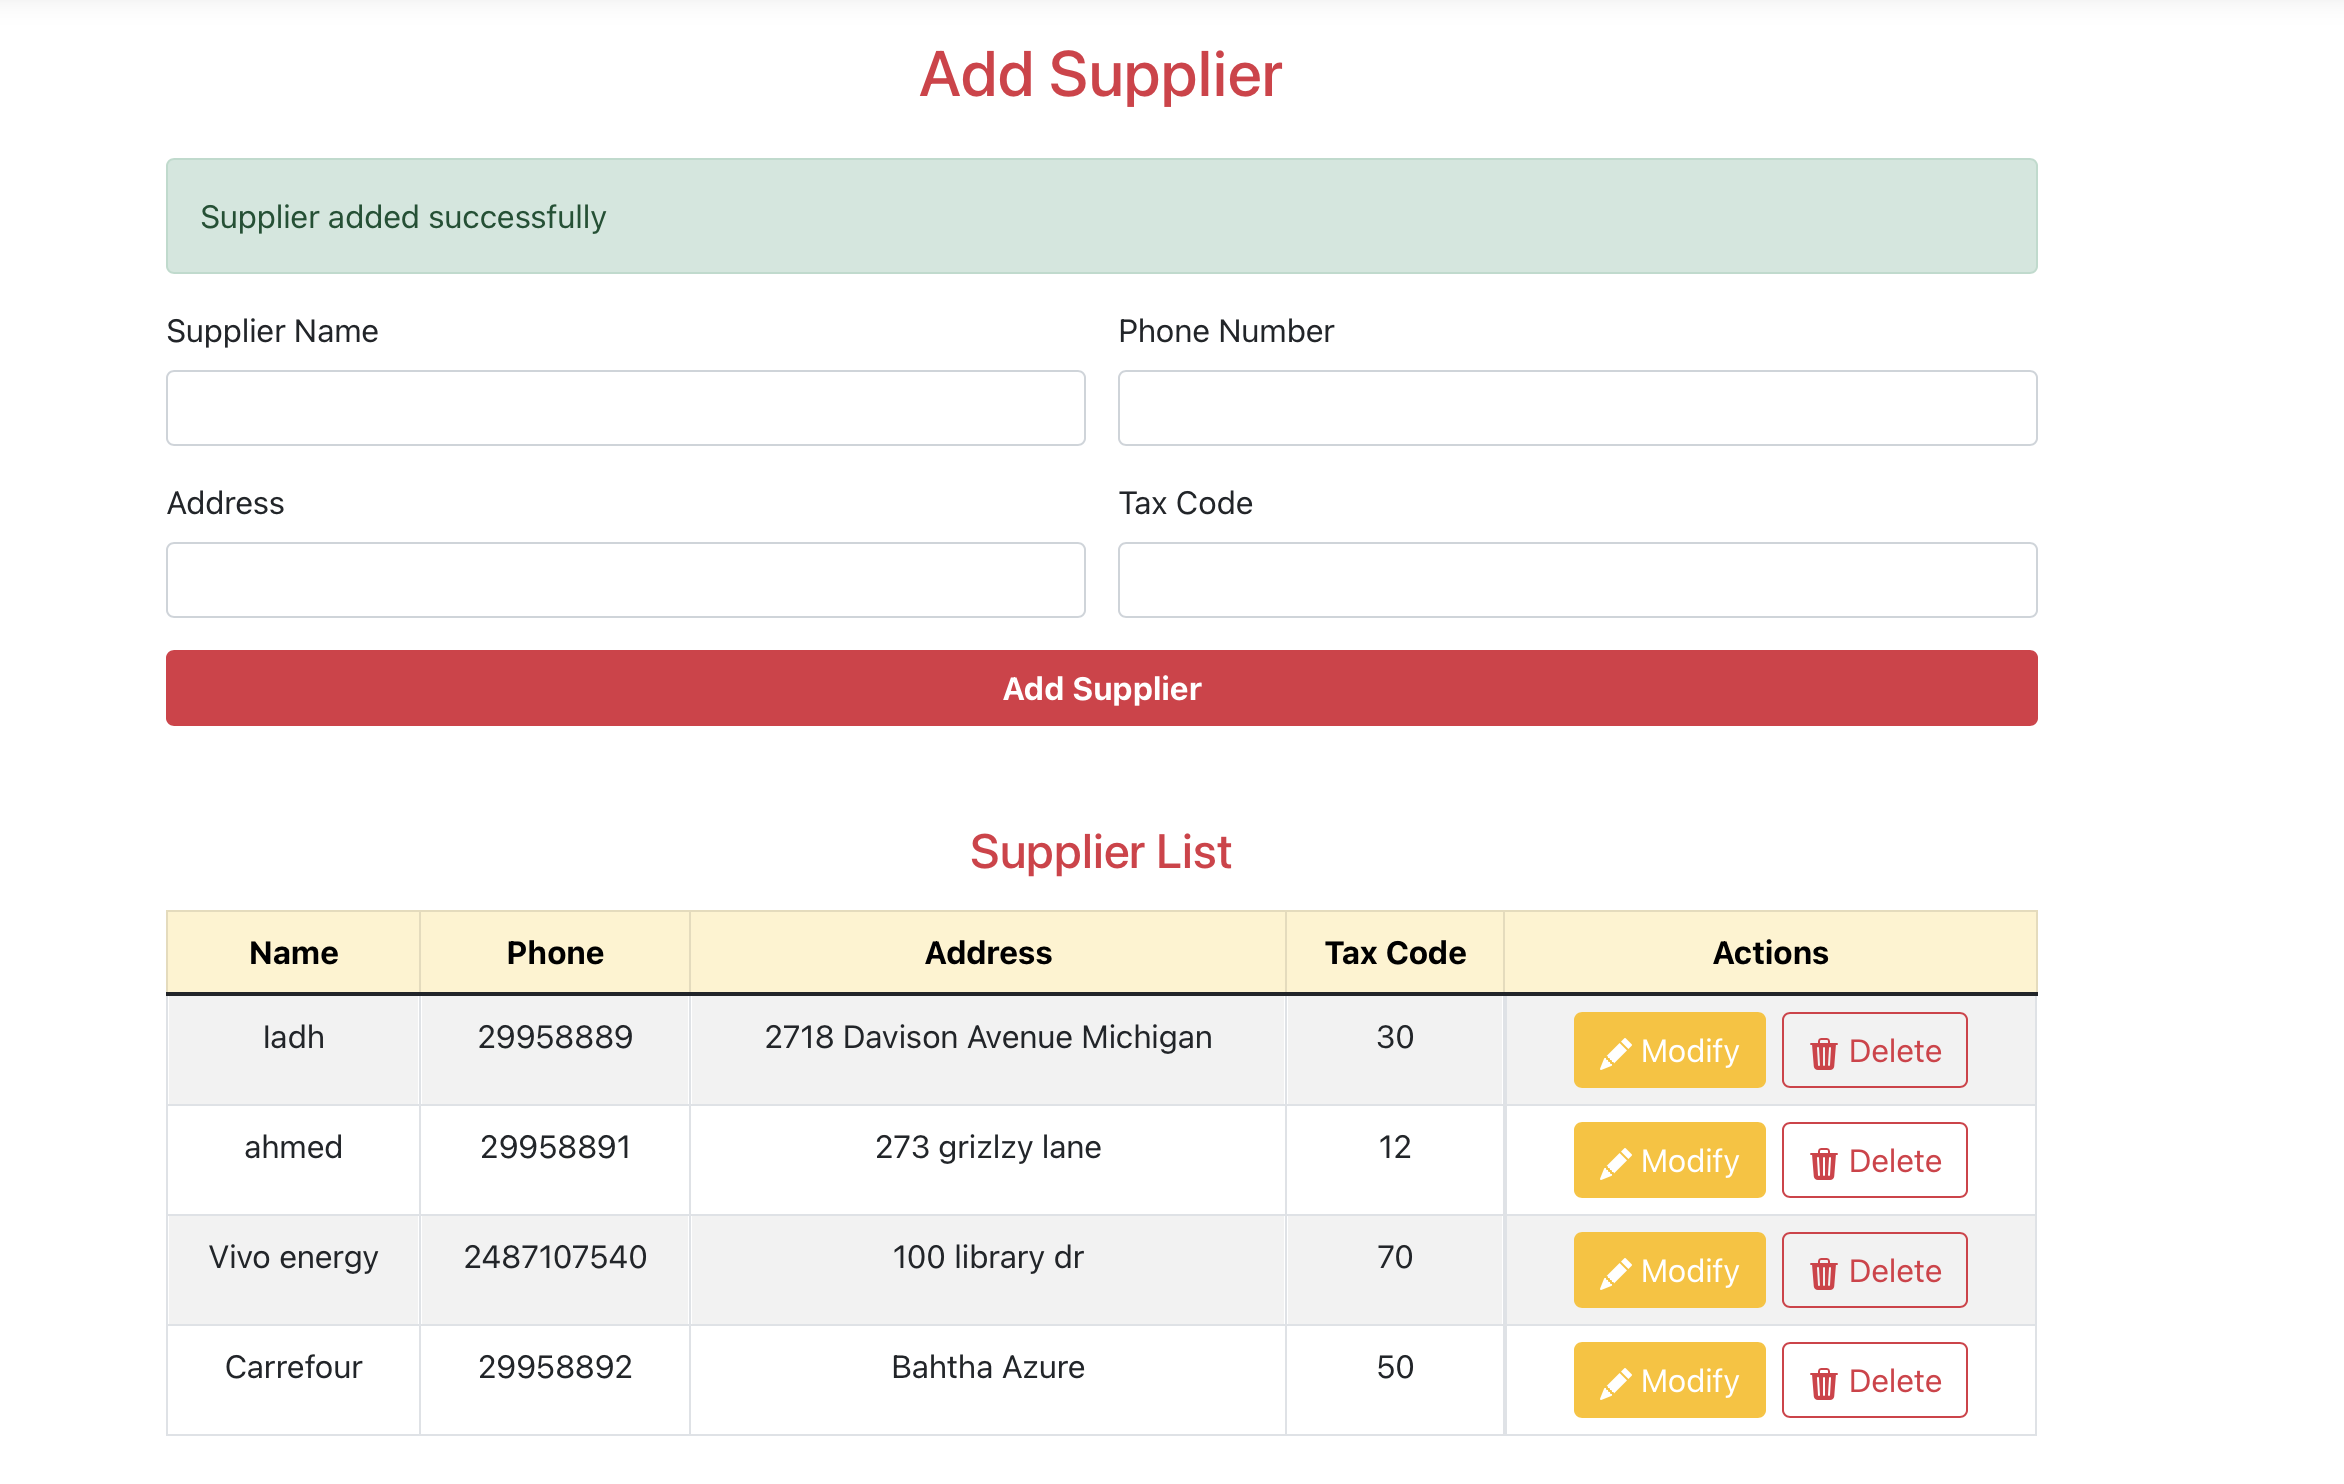 Add Supplier
Supplier added successfully
Supplier Name Phone Number
Address Tax Code
Add Supplier
Supplier List
Name Phone Address Tax Code Actions
Iadh 29958889 2718 Davison Avenue Michigan 30 Modify Delete
ahmed 29958891 273 grizlzy lane 12 Modify Delete
Vivo energy 2487107540 100 library dr 70 Modify Delete
Carrefour 29958892 Bahtha Azure 50 Modify Delete